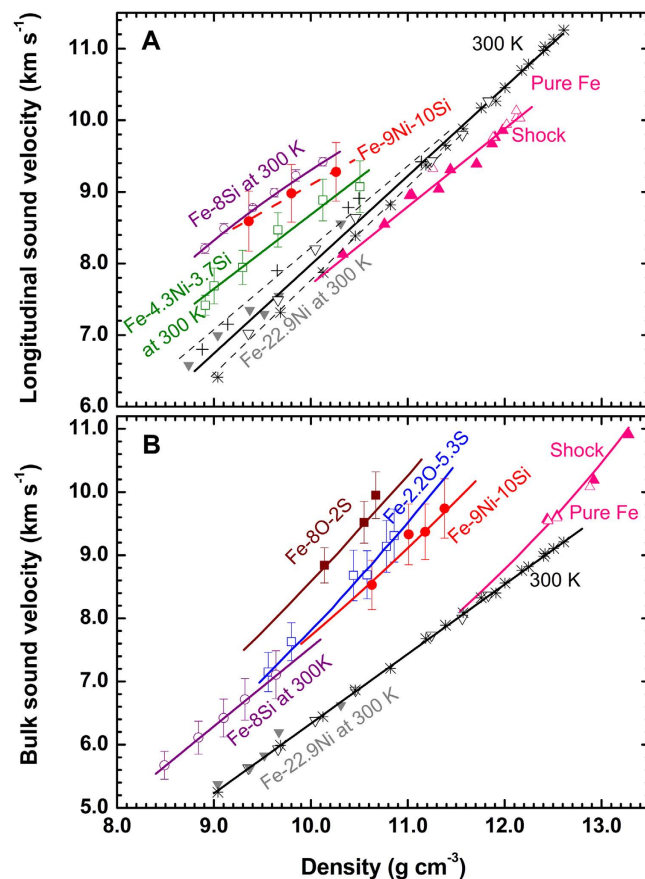 A
300 K
Pure Fe
Shock
Fe-9Ni-10Si
Fe-8Si at 300 K
Fe-4.3Ni-3.7Si
at 300 K
Fe-22.9Ni at 300 K
11.0
10.0
9.0
8.0
7.0
6.0
Longitudinal sound velocity (km s-1)
B
Shock
Pure Fe
300 K
Fe-8O-2S
Fe-2.2O-5.3S
Fe-9Ni-10Si
Fe-8Si at 300K
Fe-22.9Ni at 300 K
11.0
10.0
9.0
8.0
7.0
6.0
5.0
Bulk sound velocity (km s-1)
8.0 9.0 10.0 11.0 12.0 13.0
Density (g cm-3)